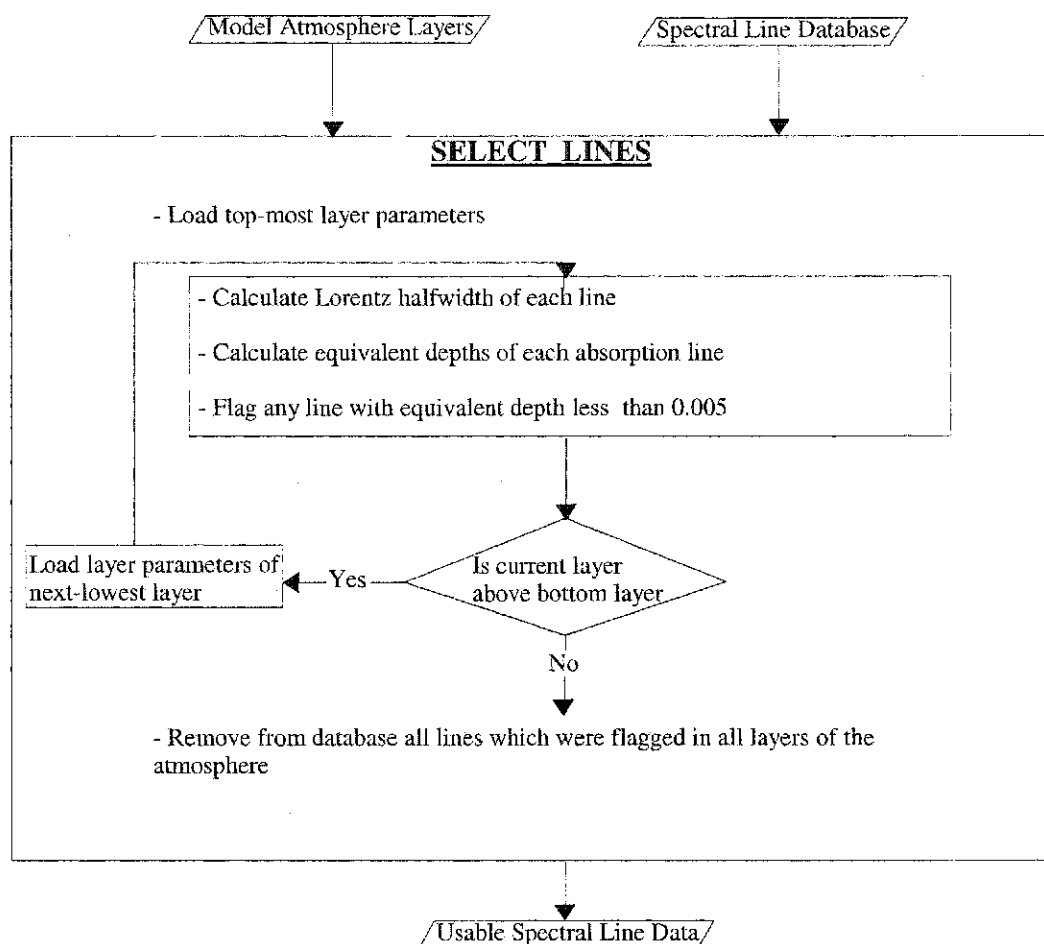 Model Atmosphere Layers
Spectral Line Database
SELECT_LINES
- Load top-most layer parameters
- Calculate Lorentz halfwidth of each line
- Calculate equivalent depths of each absorption line
- Flag any line with equivalent depth less than 0.005
Load layer parameters of
next-lowest layer
Yes
Is current layer
above bottom layer
No
- Remove from database all lines which were flagged in all layers of the
atmosphere
Usable Spectral Line Data